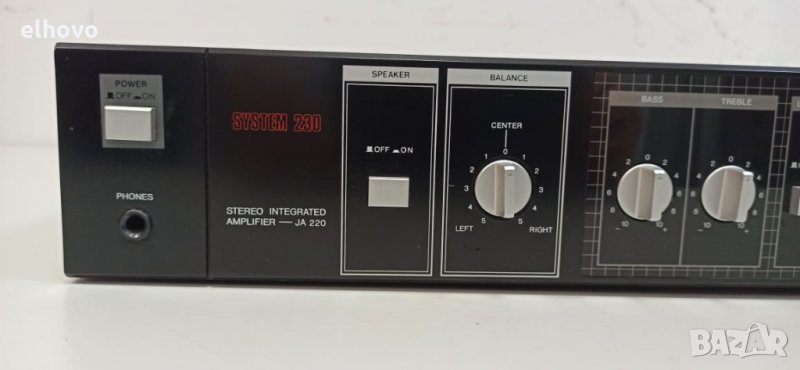 elhovo
POWER
OFF ON
PHONES
SYSTEM 230
STEREO INTEGRATED
AMPLIFIER — JA 220
SPEAKER
OFF ON
BALANCE
CENTER
0
1 1
2 2
3 3
4 4
5 5
LEFT RIGHT
BASS
0
2 2
4 4
6 6
8 8
10 10
- +
TREBLE
0
2 2
4 4
6 6
8 8
10 10
- +
BAZAR